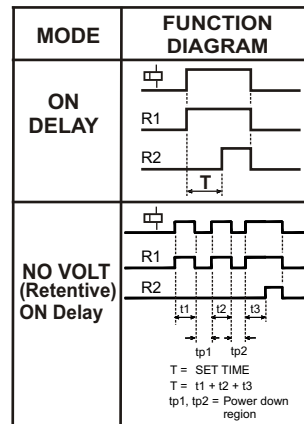 MODE
FUNCTION
DIAGRAM
ON
DELAY
R1
R2
T
NO VOLT
(Retentive)
ON Delay
R1
R2
t1
t2
t3
tp1
tp2
T = SET TIME
T = t1 + t2 + t3
tp1, tp2 = Power down
region